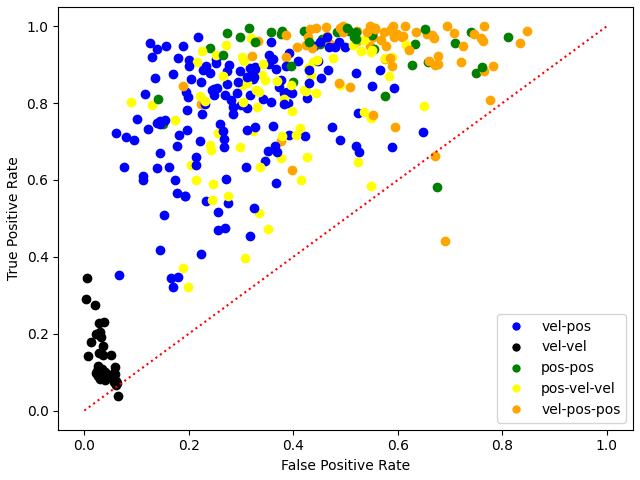 1.0
0.8
0.6
0.4
0.2
0.0
True Positive Rate
vel-pos
vel-vel
pos-pos
pos-vel-vel
vel-pos-pos
0.0 0.2 0.4 0.6 0.8 1.0
False Positive Rate